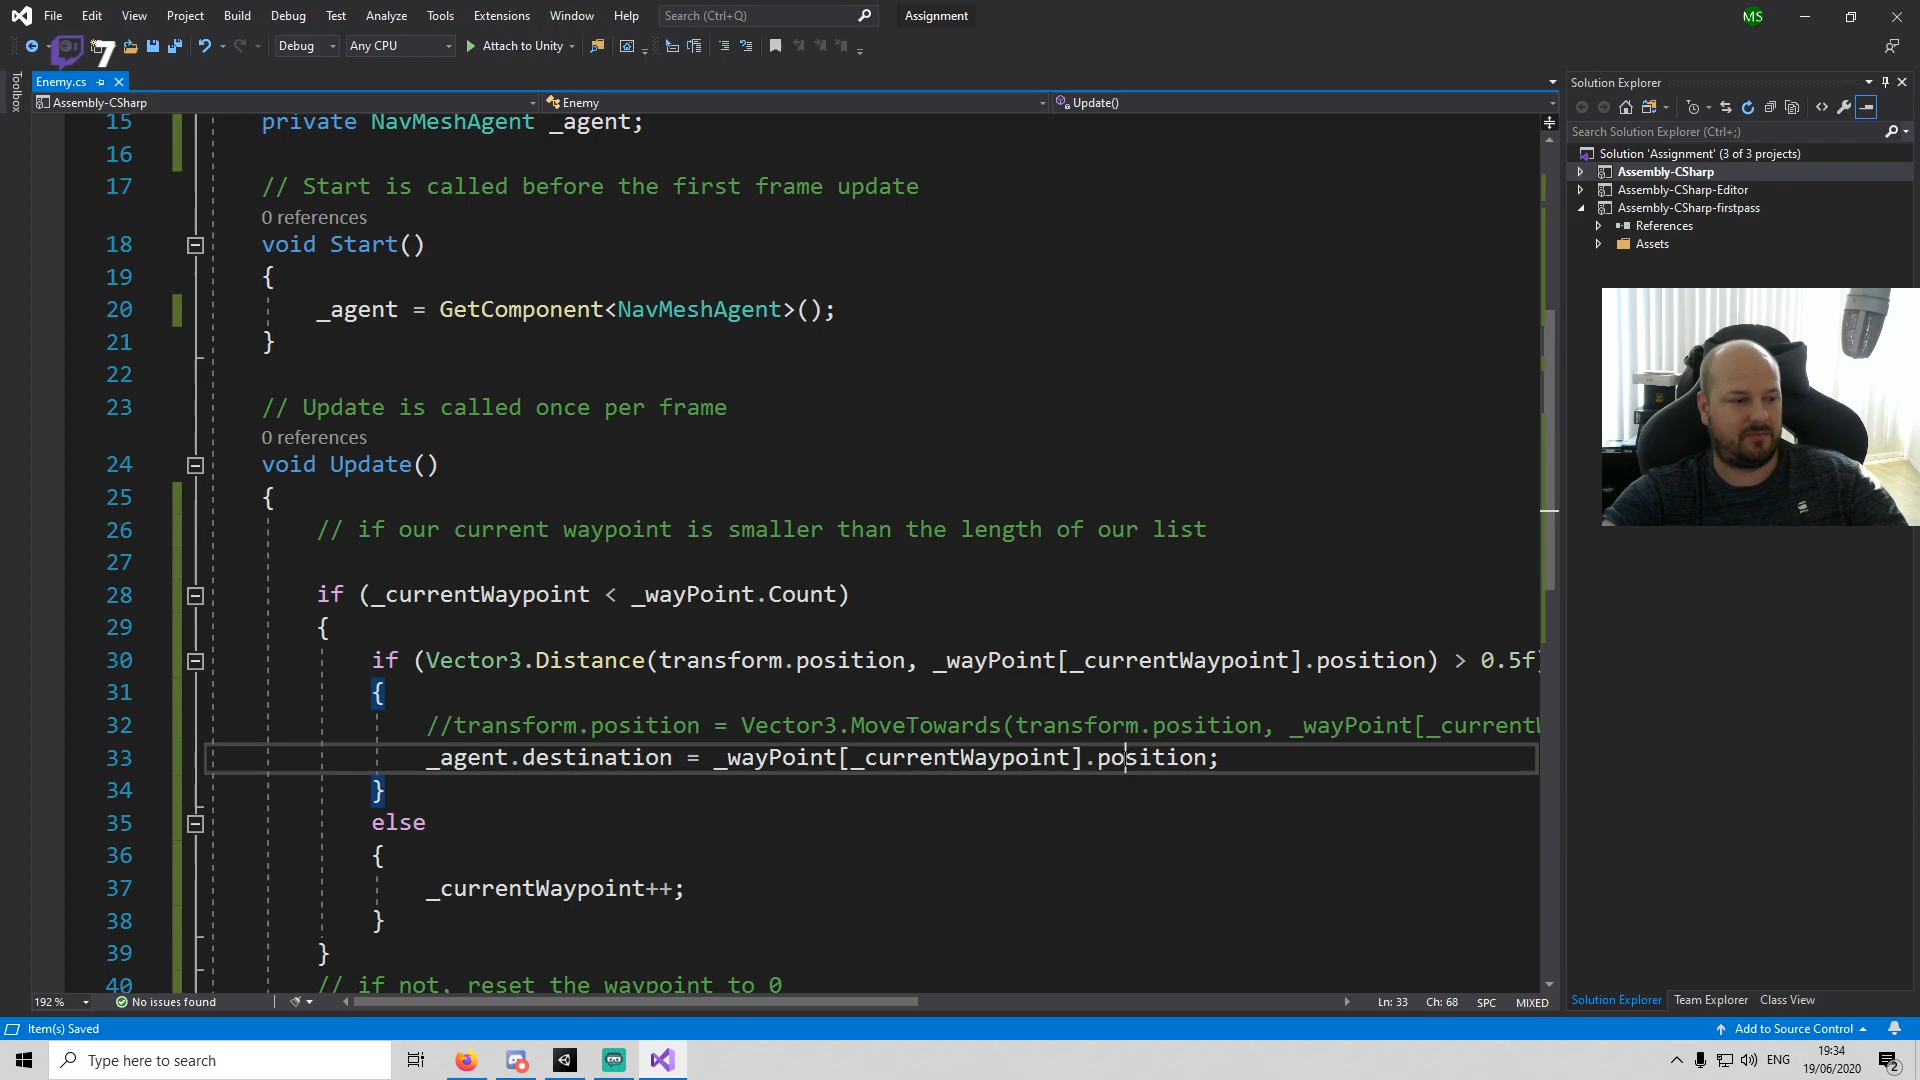 File Edit View Project Build Debug Test Analyze Tools Extensions Window Help Search (Ctrl+Q) Assignment MS
7 Debug Any CPU Attach to Unity
Toolbox
Enemy.cs
Assembly-CSharp Enemy Update()
15 private NavMeshAgent _agent;
16
17 // Start is called before the first frame update
0 references
18 void Start()
19 {
20 _agent = GetComponent<NavMeshAgent>();
21 }
22
23 // Update is called once per frame
0 references
24 void Update()
25 {
26 // if our current waypoint is smaller than the length of our list
27
28 if (_currentWaypoint < _wayPoint.Count)
29 {
30 if (Vector3.Distance(transform.position, _wayPoint[_currentWaypoint].position) > 0.5f)
31 {
32 //transform.position = Vector3.MoveTowards(transform.position, _wayPoint[_currentW
33 _agent.destination = _wayPoint[_currentWaypoint].position;
34 }
35 else
36 {
37 _currentWaypoint++;
38 }
39 }
40 // if not, reset the waypoint to 0
192 % No issues found Ln: 33 Ch: 68 SPC MIXED
Solution Explorer
Search Solution Explorer (Ctrl+;)
Solution 'Assignment' (3 of 3 projects)
Assembly-CSharp
Assembly-CSharp-Editor
Assembly-CSharp-firstpass
References
Assets
Solution Explorer Team Explorer Class View
Item(s) Saved Add to Source Control
Type here to search ENG 19:34
19/06/2020 2